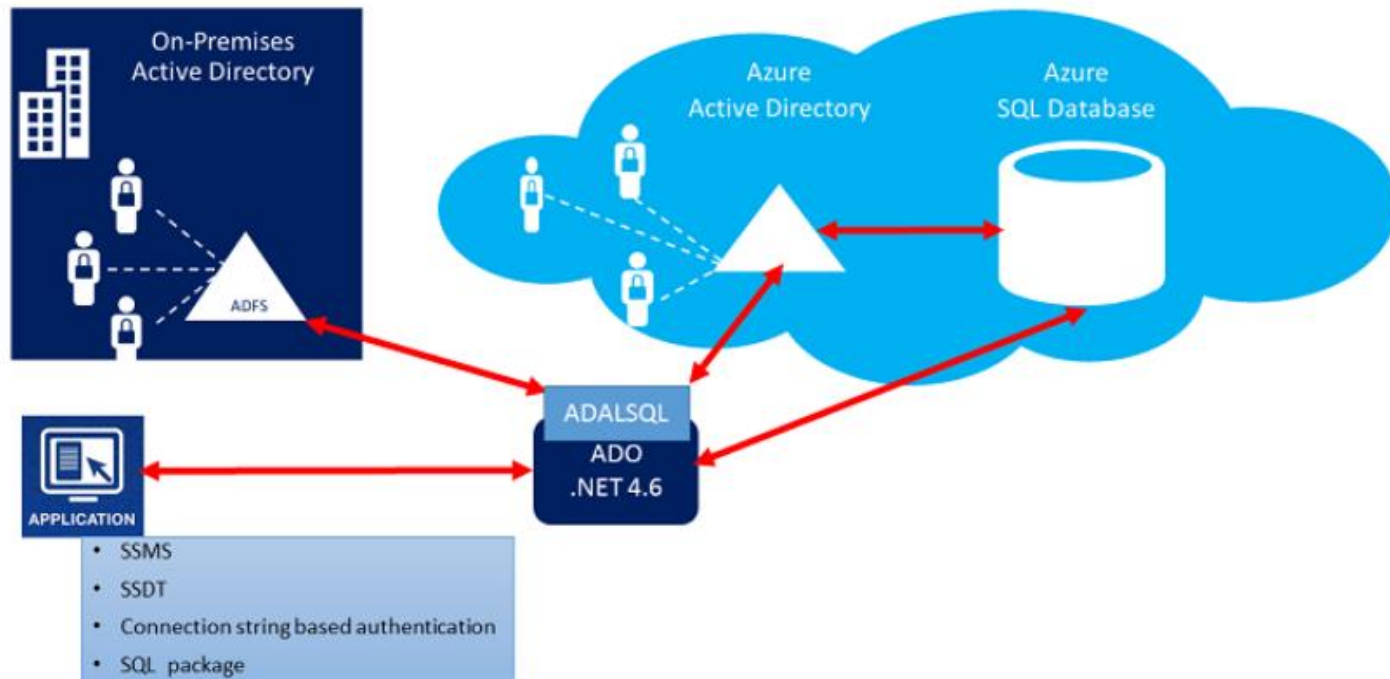 On-Premises
Active Directory
ADFS
Azure
Active Directory
Azure
SQL Database
ADALSQL
ADO
.NET 4.6
APPLICATION
• SSMS
• SSDT
• Connection string based authentication
• SQL package